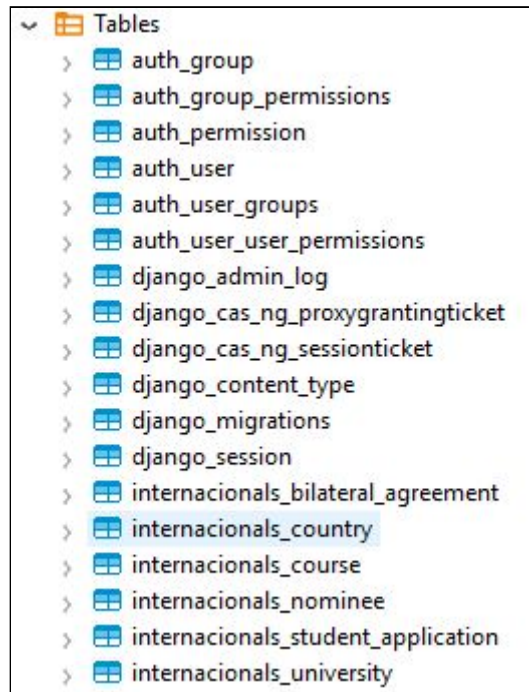 Tables
auth_group
auth_group_permissions
auth_permission
auth_user
auth_user_groups
auth_user_user_permissions
django_admin_log
django_cas_ng_proxygrantingticket
django_cas_ng_sessionticket
django_content_type
django_migrations
django_session
internacionals_bilateral_agreement
internacionals_country
internacionals_course
internacionals_nominee
internacionals_student_application
internacionals_university